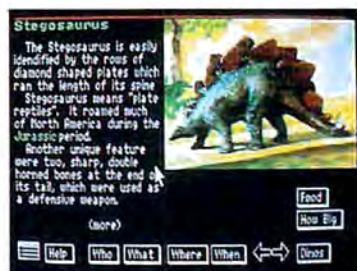 Stegosaurus
The Stegosaurus is easily
idendified by the rows of
diamond shaped plates which
ran the length of its spine
Stegosaurus means "plate
reptiles". It roamed much
of North America during the
Jurassic period.
Another unique feature
were two, sharp, double
horned bones at the end of
its tail, which were used as
a defensive weapon.
(more)
Food
How Big
Help Who What Where When Dinos